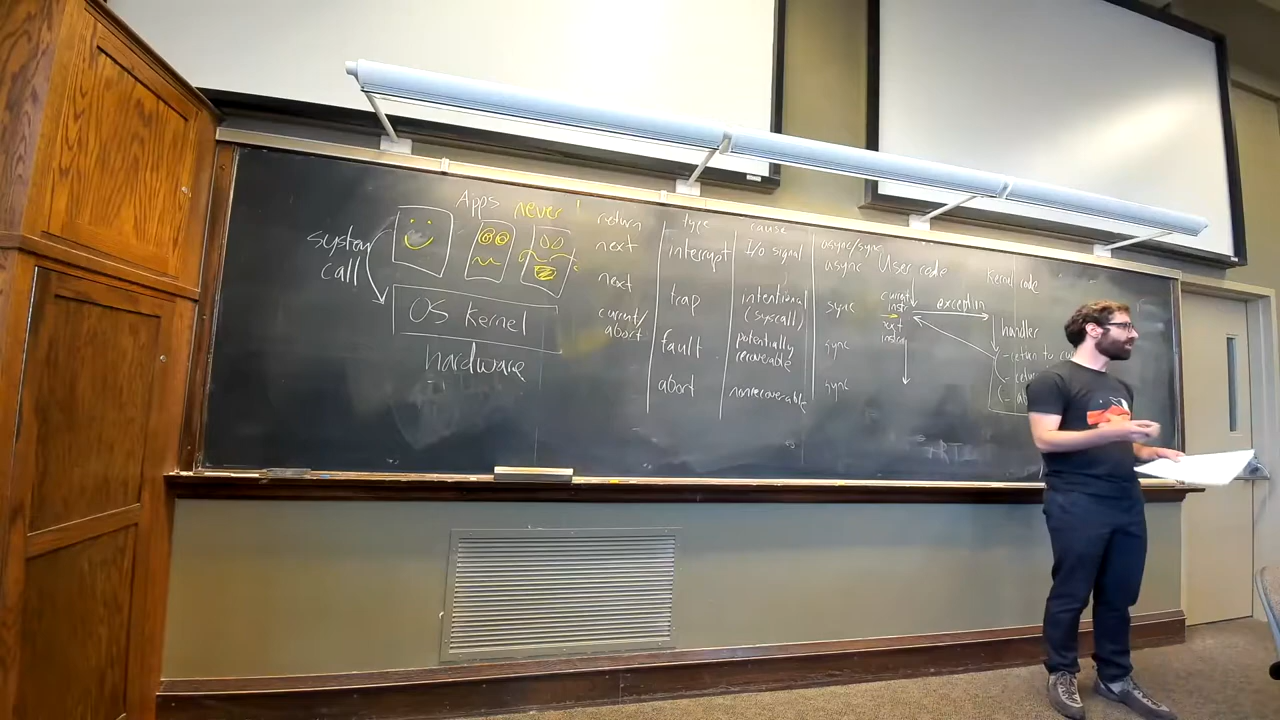 Apps
system
call
OS Kernel
hardware
return type cause async/sync
next interrupt I/o signal async
next trap intentional (syscall) sync
current/abort fault potentially recoverable sync
never! abort nonrecoverable sync
User code
Kernel code
current
instr
exception
next
instr
handler
- return to